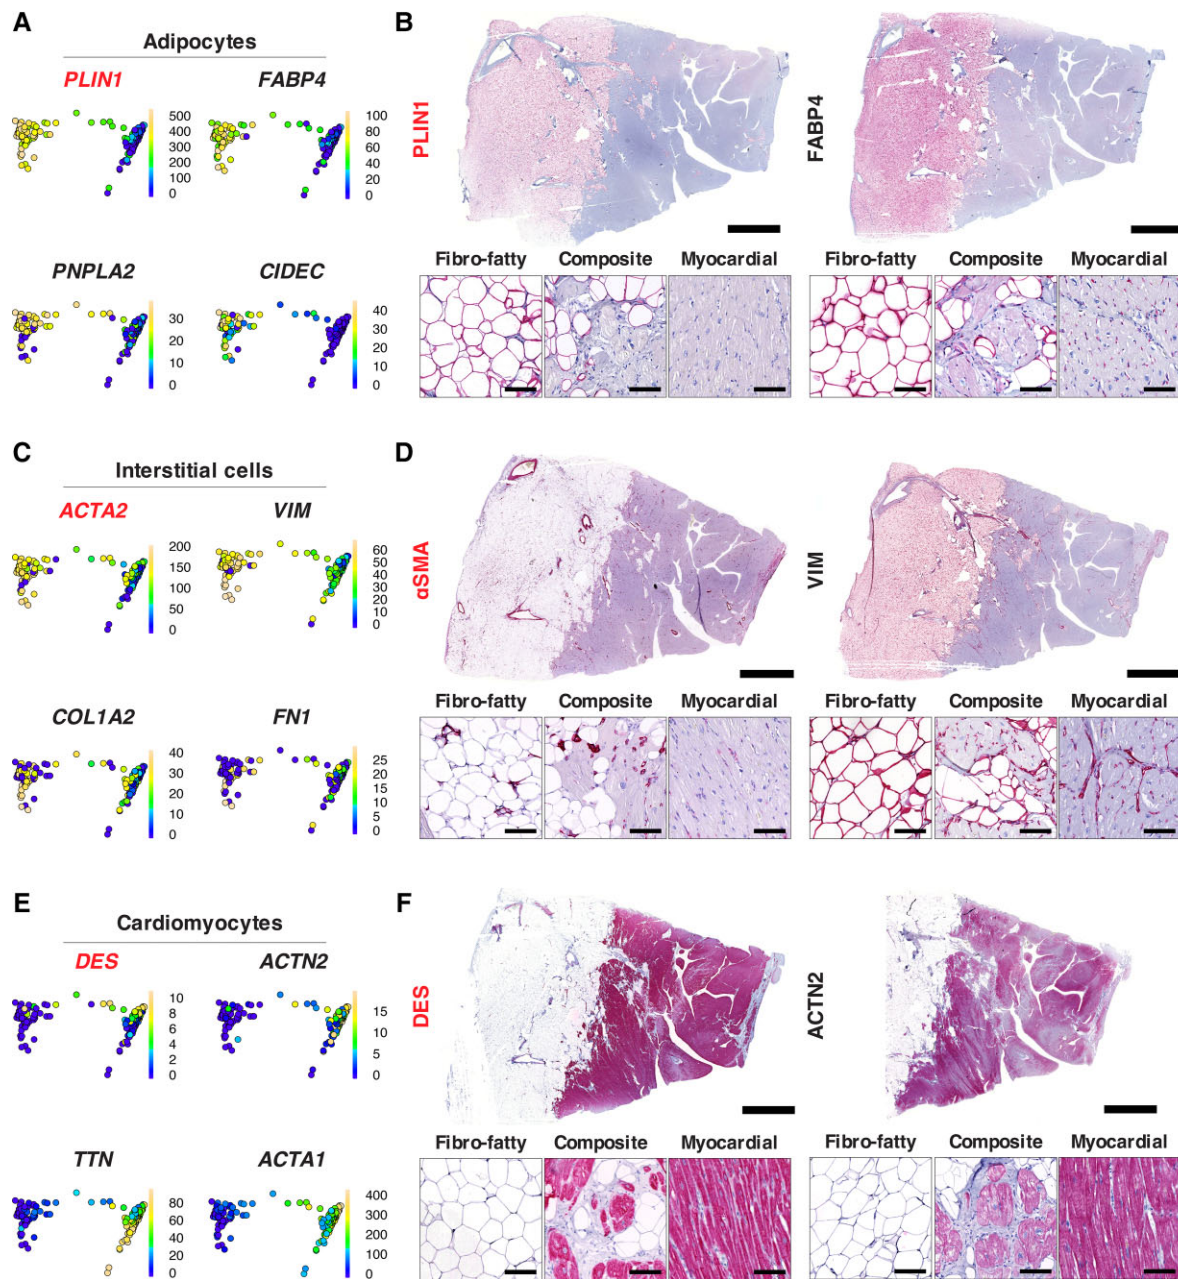 A
Adipocytes
PLIN1
FABP4
500
400
300
200
100
0
100
80
60
40
20
0
PNPLA2
CIDEC
30
20
10
0
40
30
20
10
0
B
PLIN1
FABP4
Fibro-fatty Composite Myocardial
Fibro-fatty Composite Myocardial
C
Interstitial cells
ACTA2
VIM
200
150
100
50
0
60
50
40
30
20
10
0
COL1A2
FN1
40
30
20
10
0
25
20
15
10
5
0
D
αSMA
VIM
Fibro-fatty Composite Myocardial
Fibro-fatty Composite Myocardial
E
Cardiomyocytes
DES
ACTN2
10
8
6
4
2
0
15
10
5
0
TTN
ACTA1
80
60
40
20
0
400
300
200
100
0
F
DES
ACTN2
Fibro-fatty Composite Myocardial
Fibro-fatty Composite Myocardial